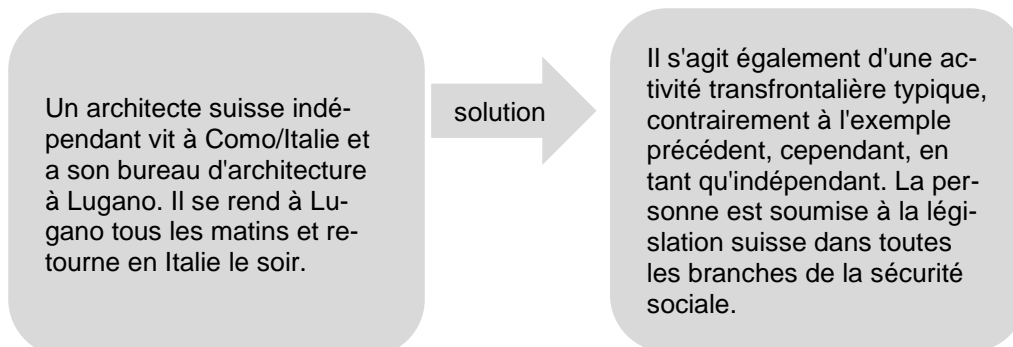 Un architecte suisse indé-
pendant vit à Como/Italie et
a son bureau d'architecture
à Lugano. Il se rend à Lu-
gano tous les matins et re-
tourne en Italie le soir.
solution
Il s'agit également d'une ac-
tivité transfrontalière typique,
contrairement à l'exemple
précédent, cependant, en
tant qu'indépendant. La per-
sonne est soumise à la légi-
slation suisse dans toutes
les branches de la sécurité
sociale.